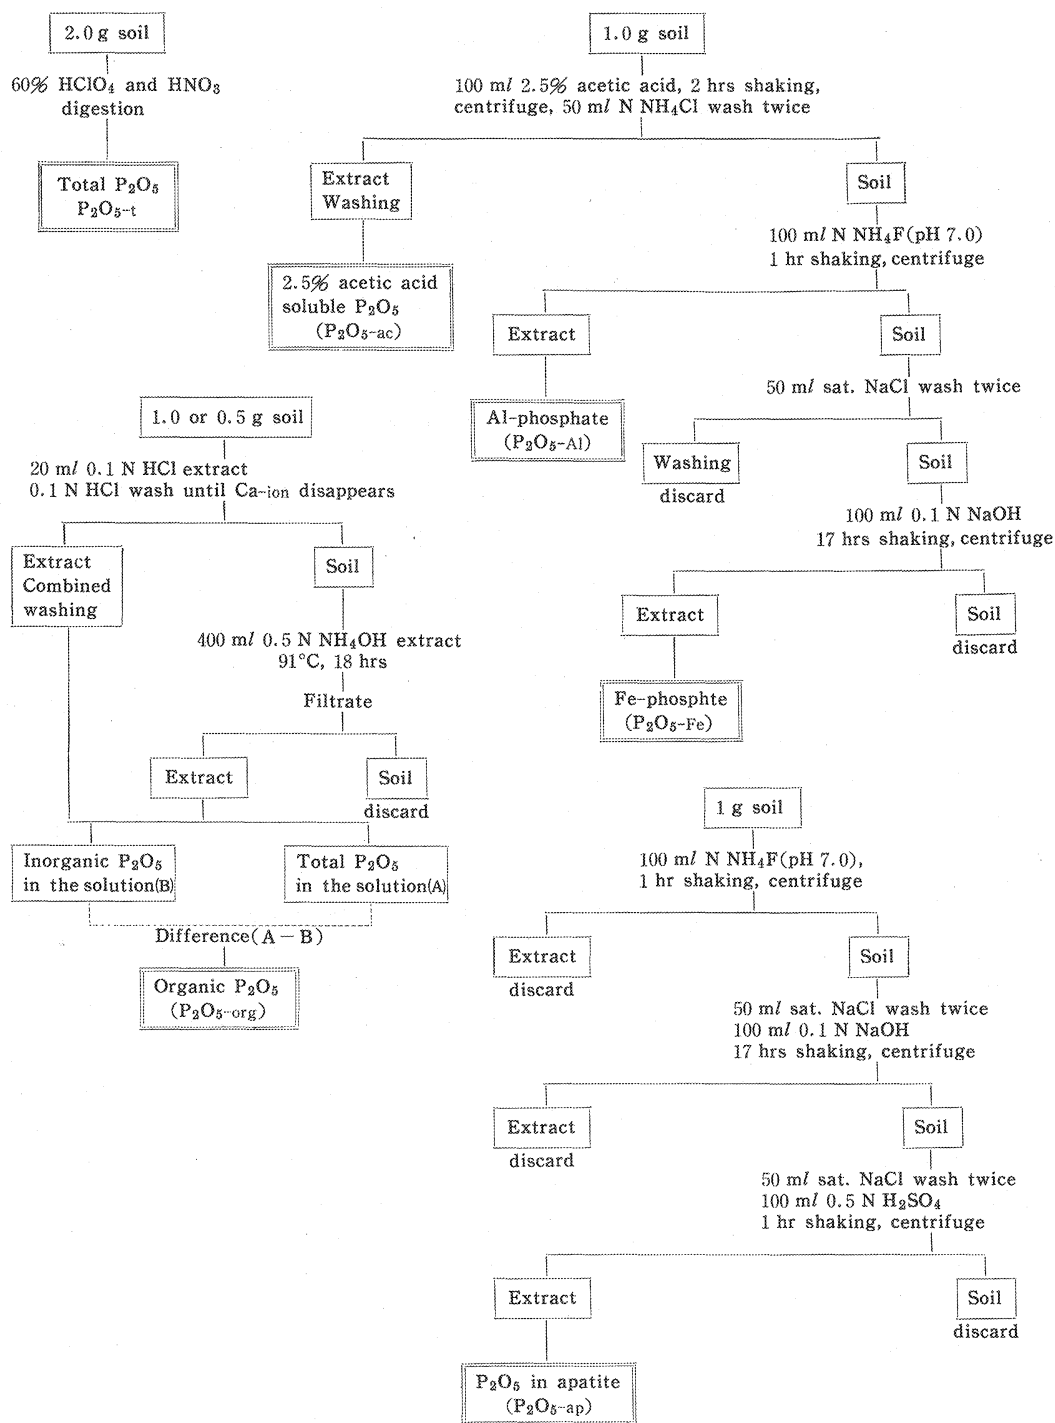 2.0 g soil
60% HClO₄ and HNO₃
digestion
Total P₂O₅
P₂O₅-t
1.0 g soil
100 ml 2.5% acetic acid, 2 hrs shaking,
centrifuge, 50 ml N NH₄Cl wash twice
Extract
Washing
2.5% acetic acid
soluble P₂O₅
(P₂O₅-ac)
Soil
100 ml N NH₄F(pH 7.0)
1 hr shaking, centrifuge
Extract
Al-phosphate
(P₂O₅-Al)
Soil
50 ml sat. NaCl wash twice
Washing
discard
Soil
100 ml 0.1 N NaOH
17 hrs shaking, centrifuge
Extract
Fe-phosphte
(P₂O₅-Fe)
Soil
discard
1.0 or 0.5 g soil
20 ml 0.1 N HCl extract
0.1 N HCl wash until Ca-ion disappears
Extract
Combined
washing
Soil
400 ml 0.5 N NH₄OH extract
91°C, 18 hrs
Filtrate
Extract
Soil
discard
Inorganic P₂O₅
in the solution(B)
Total P₂O₅
in the solution(A)
Difference(A－B)
Organic P₂O₅
(P₂O₅-org)
1 g soil
100 ml N NH₄F(pH 7.0),
1 hr shaking, centrifuge
Extract
discard
Soil
50 ml sat. NaCl wash twice
100 ml 0.1 N NaOH
17 hrs shaking, centrifuge
Extract
discard
Soil
50 ml sat. NaCl wash twice
100 ml 0.5 N H₂SO₄
1 hr shaking, centrifuge
Extract
Soil
discard
P₂O₅ in apatite
(P₂O₅-ap)